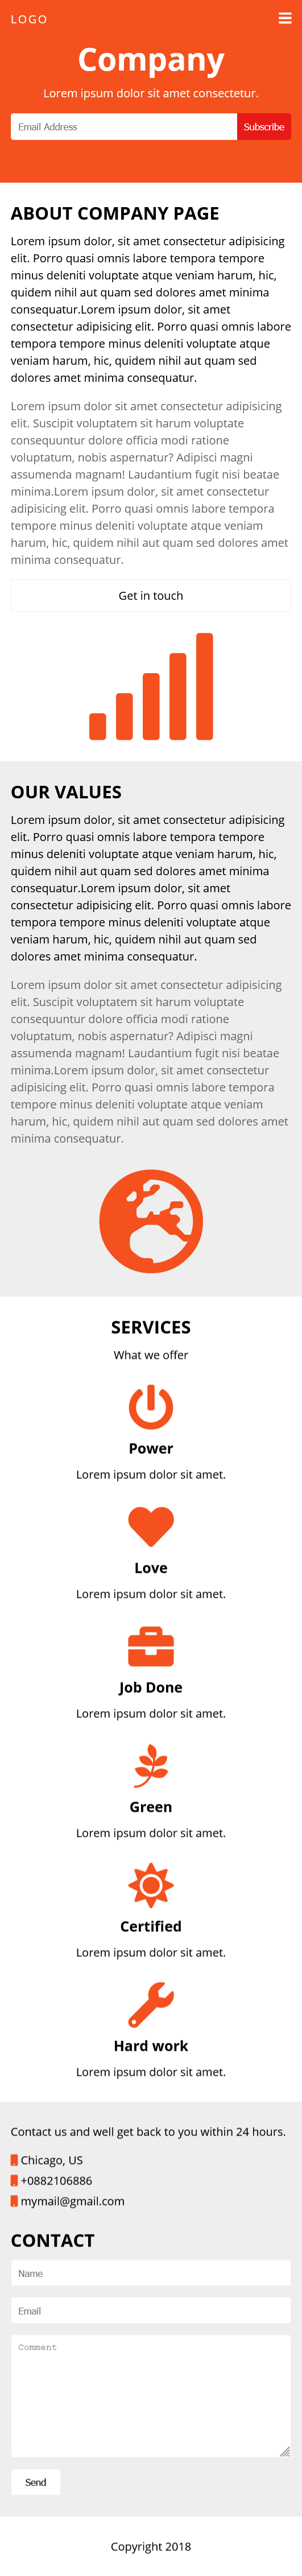 LOGO
Company
Lorem ipsum dolor sit amet consectetur.
Email Address
Subscribe
ABOUT COMPANY PAGE
Lorem ipsum dolor, sit amet consectetur adipisicing
elit. Porro quasi omnis labore tempora tempore
minus deleniti voluptate atque veniam harum, hic,
quidem nihil aut quam sed dolores amet minima
consequatur.Lorem ipsum dolor, sit amet
consectetur adipisicing elit. Porro quasi omnis labore
tempora tempore minus deleniti voluptate atque
veniam harum, hic, quidem nihil aut quam sed
dolores amet minima consequatur.
Lorem ipsum dolor sit amet consectetur adipisicing
elit. Suscipit voluptatem sit harum voluptate
consequuntur dolore officia modi ratione
voluptatum, nobis aspernatur? Adipisci magni
assumenda magnam! Laudantium fugit nisi beatae
minima.Lorem ipsum dolor, sit amet consectetur
adipisicing elit. Porro quasi omnis labore tempora
tempore minus deleniti voluptate atque veniam
harum, hic, quidem nihil aut quam sed dolores amet
minima consequatur.
Get in touch
OUR VALUES
Lorem ipsum dolor, sit amet consectetur adipisicing
elit. Porro quasi omnis labore tempora tempore
minus deleniti voluptate atque veniam harum, hic,
quidem nihil aut quam sed dolores amet minima
consequatur.Lorem ipsum dolor, sit amet
consectetur adipisicing elit. Porro quasi omnis labore
tempora tempore minus deleniti voluptate atque
veniam harum, hic, quidem nihil aut quam sed
dolores amet minima consequatur.
Lorem ipsum dolor sit amet consectetur adipisicing
elit. Suscipit voluptatem sit harum voluptate
consequuntur dolore officia modi ratione
voluptatum, nobis aspernatur? Adipisci magni
assumenda magnam! Laudantium fugit nisi beatae
minima.Lorem ipsum dolor, sit amet consectetur
adipisicing elit. Porro quasi omnis labore tempora
tempore minus deleniti voluptate atque veniam
harum, hic, quidem nihil aut quam sed dolores amet
minima consequatur.
SERVICES
What we offer
Power
Lorem ipsum dolor sit amet.
Love
Lorem ipsum dolor sit amet.
Job Done
Lorem ipsum dolor sit amet.
Green
Lorem ipsum dolor sit amet.
Certified
Lorem ipsum dolor sit amet.
Hard work
Lorem ipsum dolor sit amet.
Contact us and well get back to you within 24 hours.
Chicago, US
+0882106886
mymail@gmail.com
CONTACT
Name
Email
Comment
Send
Copyright 2018